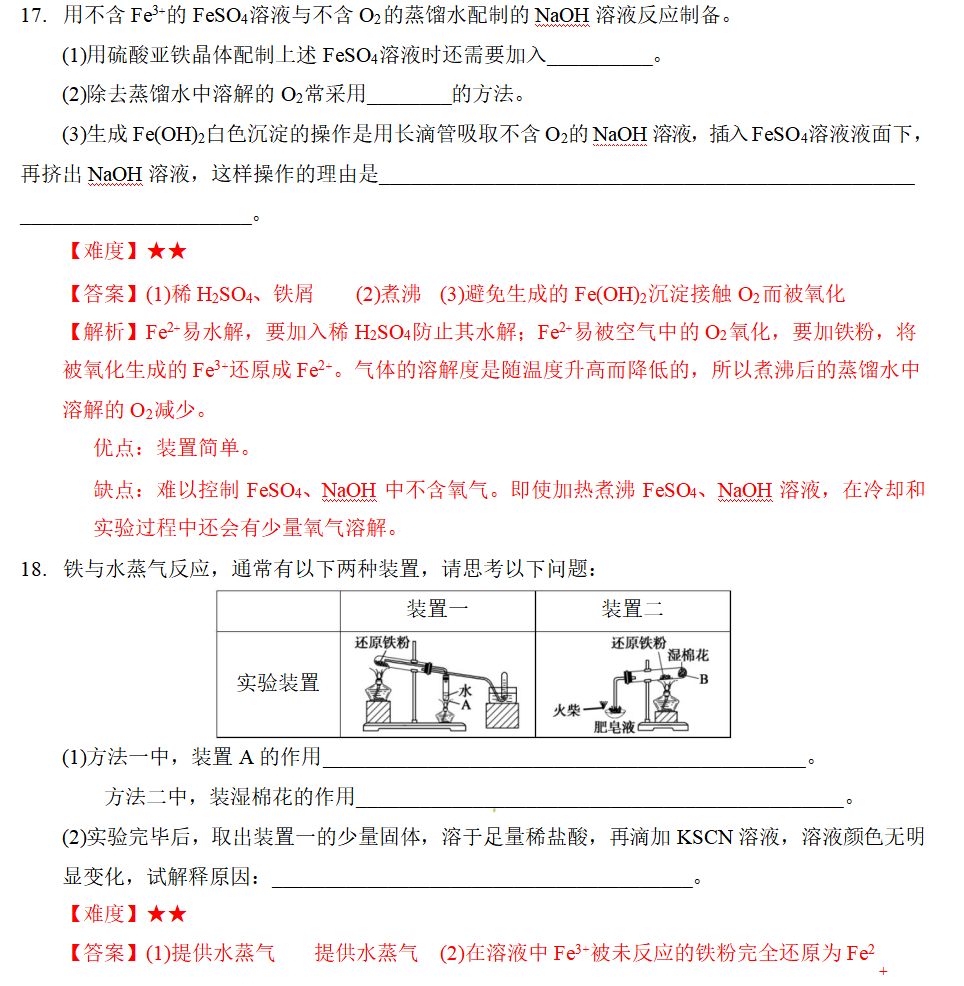 17. 用不含 Fe³⁺的 FeSO₄溶液与不含 O₂的蒸馏水配制的 NaOH 溶液反应制备。
(1)用硫酸亚铁晶体配制上述 FeSO₄溶液时还需要加入__________。
(2)除去蒸馏水中溶解的 O₂常采用________的方法。
(3)生成 Fe(OH)₂白色沉淀的操作是用长滴管吸取不含 O₂的 NaOH 溶液，插入 FeSO₄溶液液面下，
再挤出 NaOH 溶液，这样操作的理由是__________________________________________________
______________________。
【难度】★★
【答案】(1)稀 H₂SO₄、铁屑 (2)煮沸 (3)避免生成的 Fe(OH)₂沉淀接触 O₂而被氧化
【解析】Fe²⁺易水解，要加入稀 H₂SO₄防止其水解；Fe²⁺易被空气中的 O₂氧化，要加铁粉，将
被氧化生成的 Fe³⁺还原成 Fe²⁺。气体的溶解度是随温度升高而降低的，所以煮沸后的蒸馏水中
溶解的 O₂减少。
优点：装置简单。
缺点：难以控制 FeSO₄、NaOH 中不含氧气。即使加热煮沸 FeSO₄、NaOH 溶液，在冷却和
实验过程中还会有少量氧气溶解。
18. 铁与水蒸气反应，通常有以下两种装置，请思考以下问题：
装置一 装置二
实验装置
还原铁粉
水
A
还原铁粉
湿棉花
B
火柴
肥皂液
(1)方法一中，装置 A 的作用______________________________________________。
方法二中，装湿棉花的作用______________________________________________。
(2)实验完毕后，取出装置一的少量固体，溶于足量稀盐酸，再滴加 KSCN 溶液，溶液颜色无明
显变化，试解释原因：________________________________________。
【难度】★★
【答案】(1)提供水蒸气 提供水蒸气 (2)在溶液中 Fe³⁺被未反应的铁粉完全还原为 Fe²
+